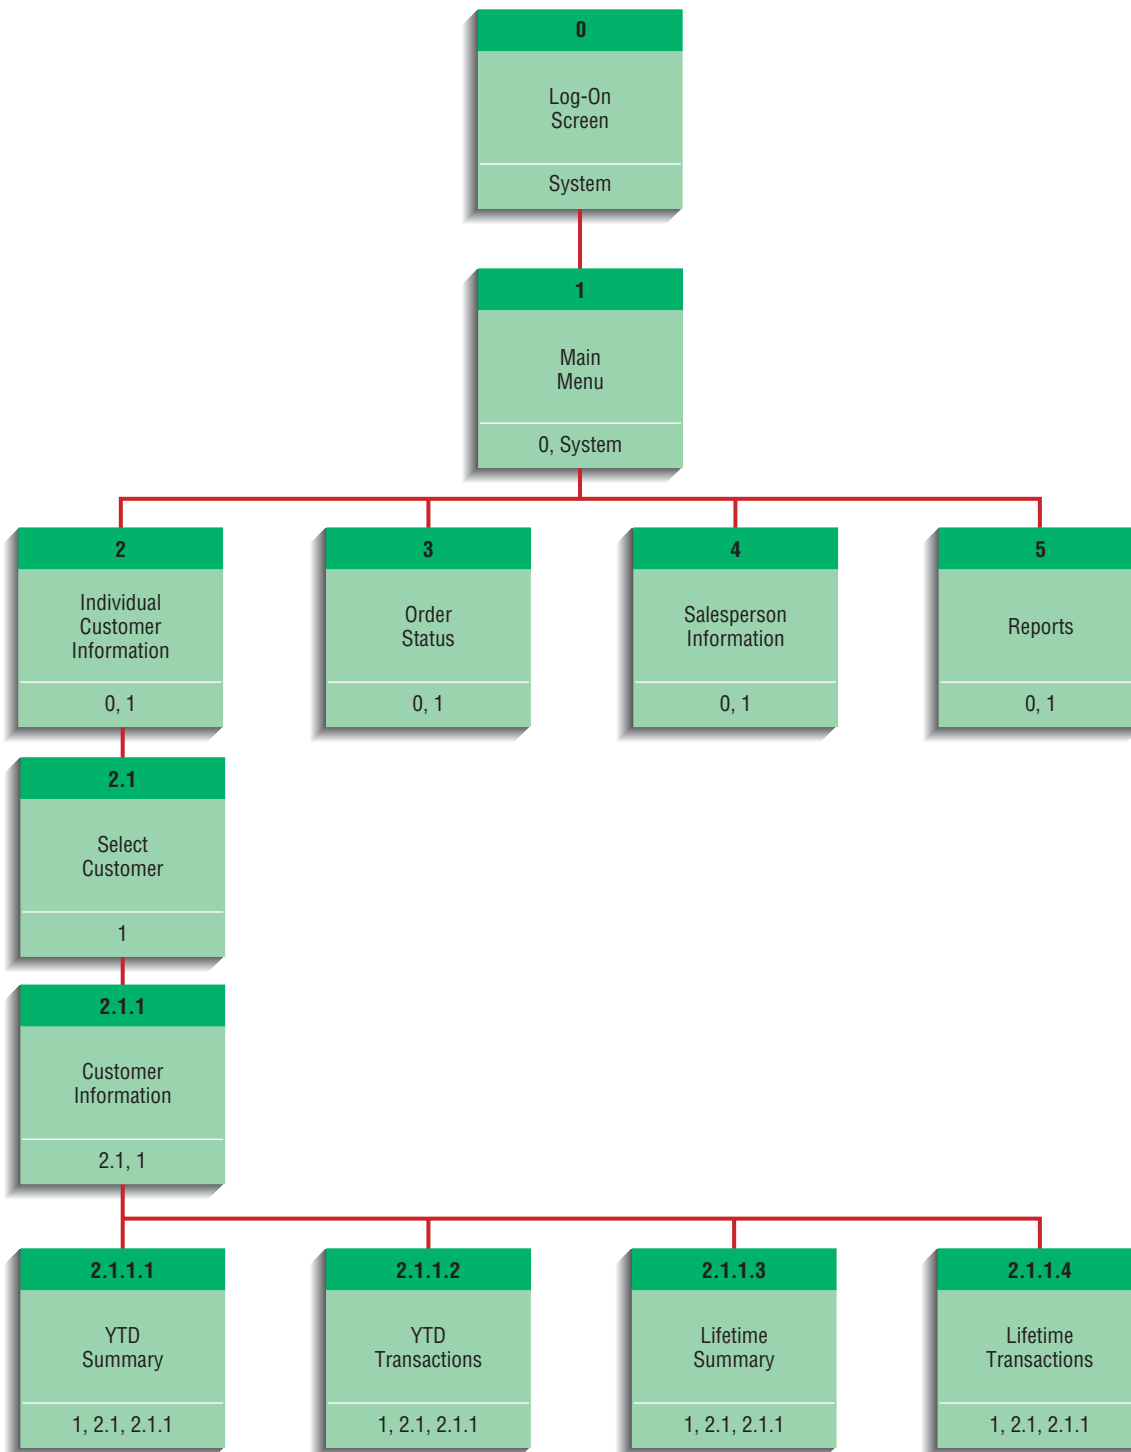 0
Log-On
Screen
System
1
Main
Menu
0, System
2
Individual
Customer
Information
0, 1
3
Order
Status
0, 1
4
Salesperson
Information
0, 1
5
Reports
0, 1
2.1
Select
Customer
1
2.1.1
Customer
Information
2.1, 1
2.1.1.1
YTD
Summary
1, 2.1, 2.1.1
2.1.1.2
YTD
Transactions
1, 2.1, 2.1.1
2.1.1.3
Lifetime
Summary
1, 2.1, 2.1.1
2.1.1.4
Lifetime
Transactions
1, 2.1, 2.1.1